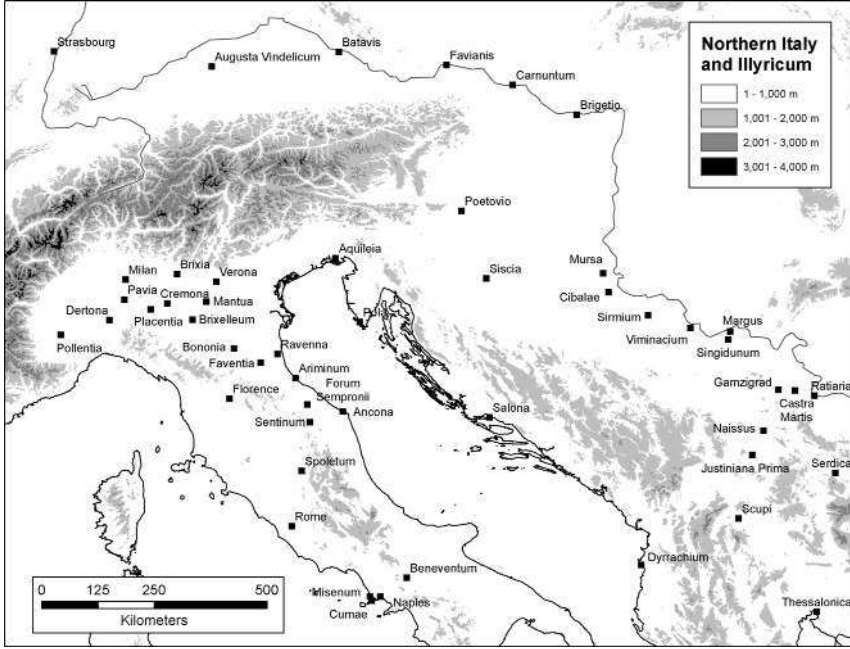 Strasbourg
Augusta Vindelicum
Batavis
Favianis
Carnuntum
Brigetio
Northern Italy
and Illyricum
1 - 1,000 m
1,001 - 2,000 m
2,001 - 3,000 m
3,001 - 4,000 m
Poetovio
Aquileia
Siscia
Mursa
Cibalae
Sirmium
Viminacium
Margus
Singidunum
Milan
Brixia
Verona
Pavia
Cremona
Mantua
Dertona
Placentia
Brixelleum
Pollentia
Pola
Bononia
Ravenna
Faventia
Ariminum
Florence
Forum
Sempronii
Sentinum
Ancona
Salona
Gamzigrad
Ratiaria
Castra
Martis
Naissus
Justiniana Prima
Serdica
Spoletum
Scupi
Rome
Dyrrachium
Beneventum
Misenum
Cumae
Naples
Thessalonica
0 125 250 500
Kilometers